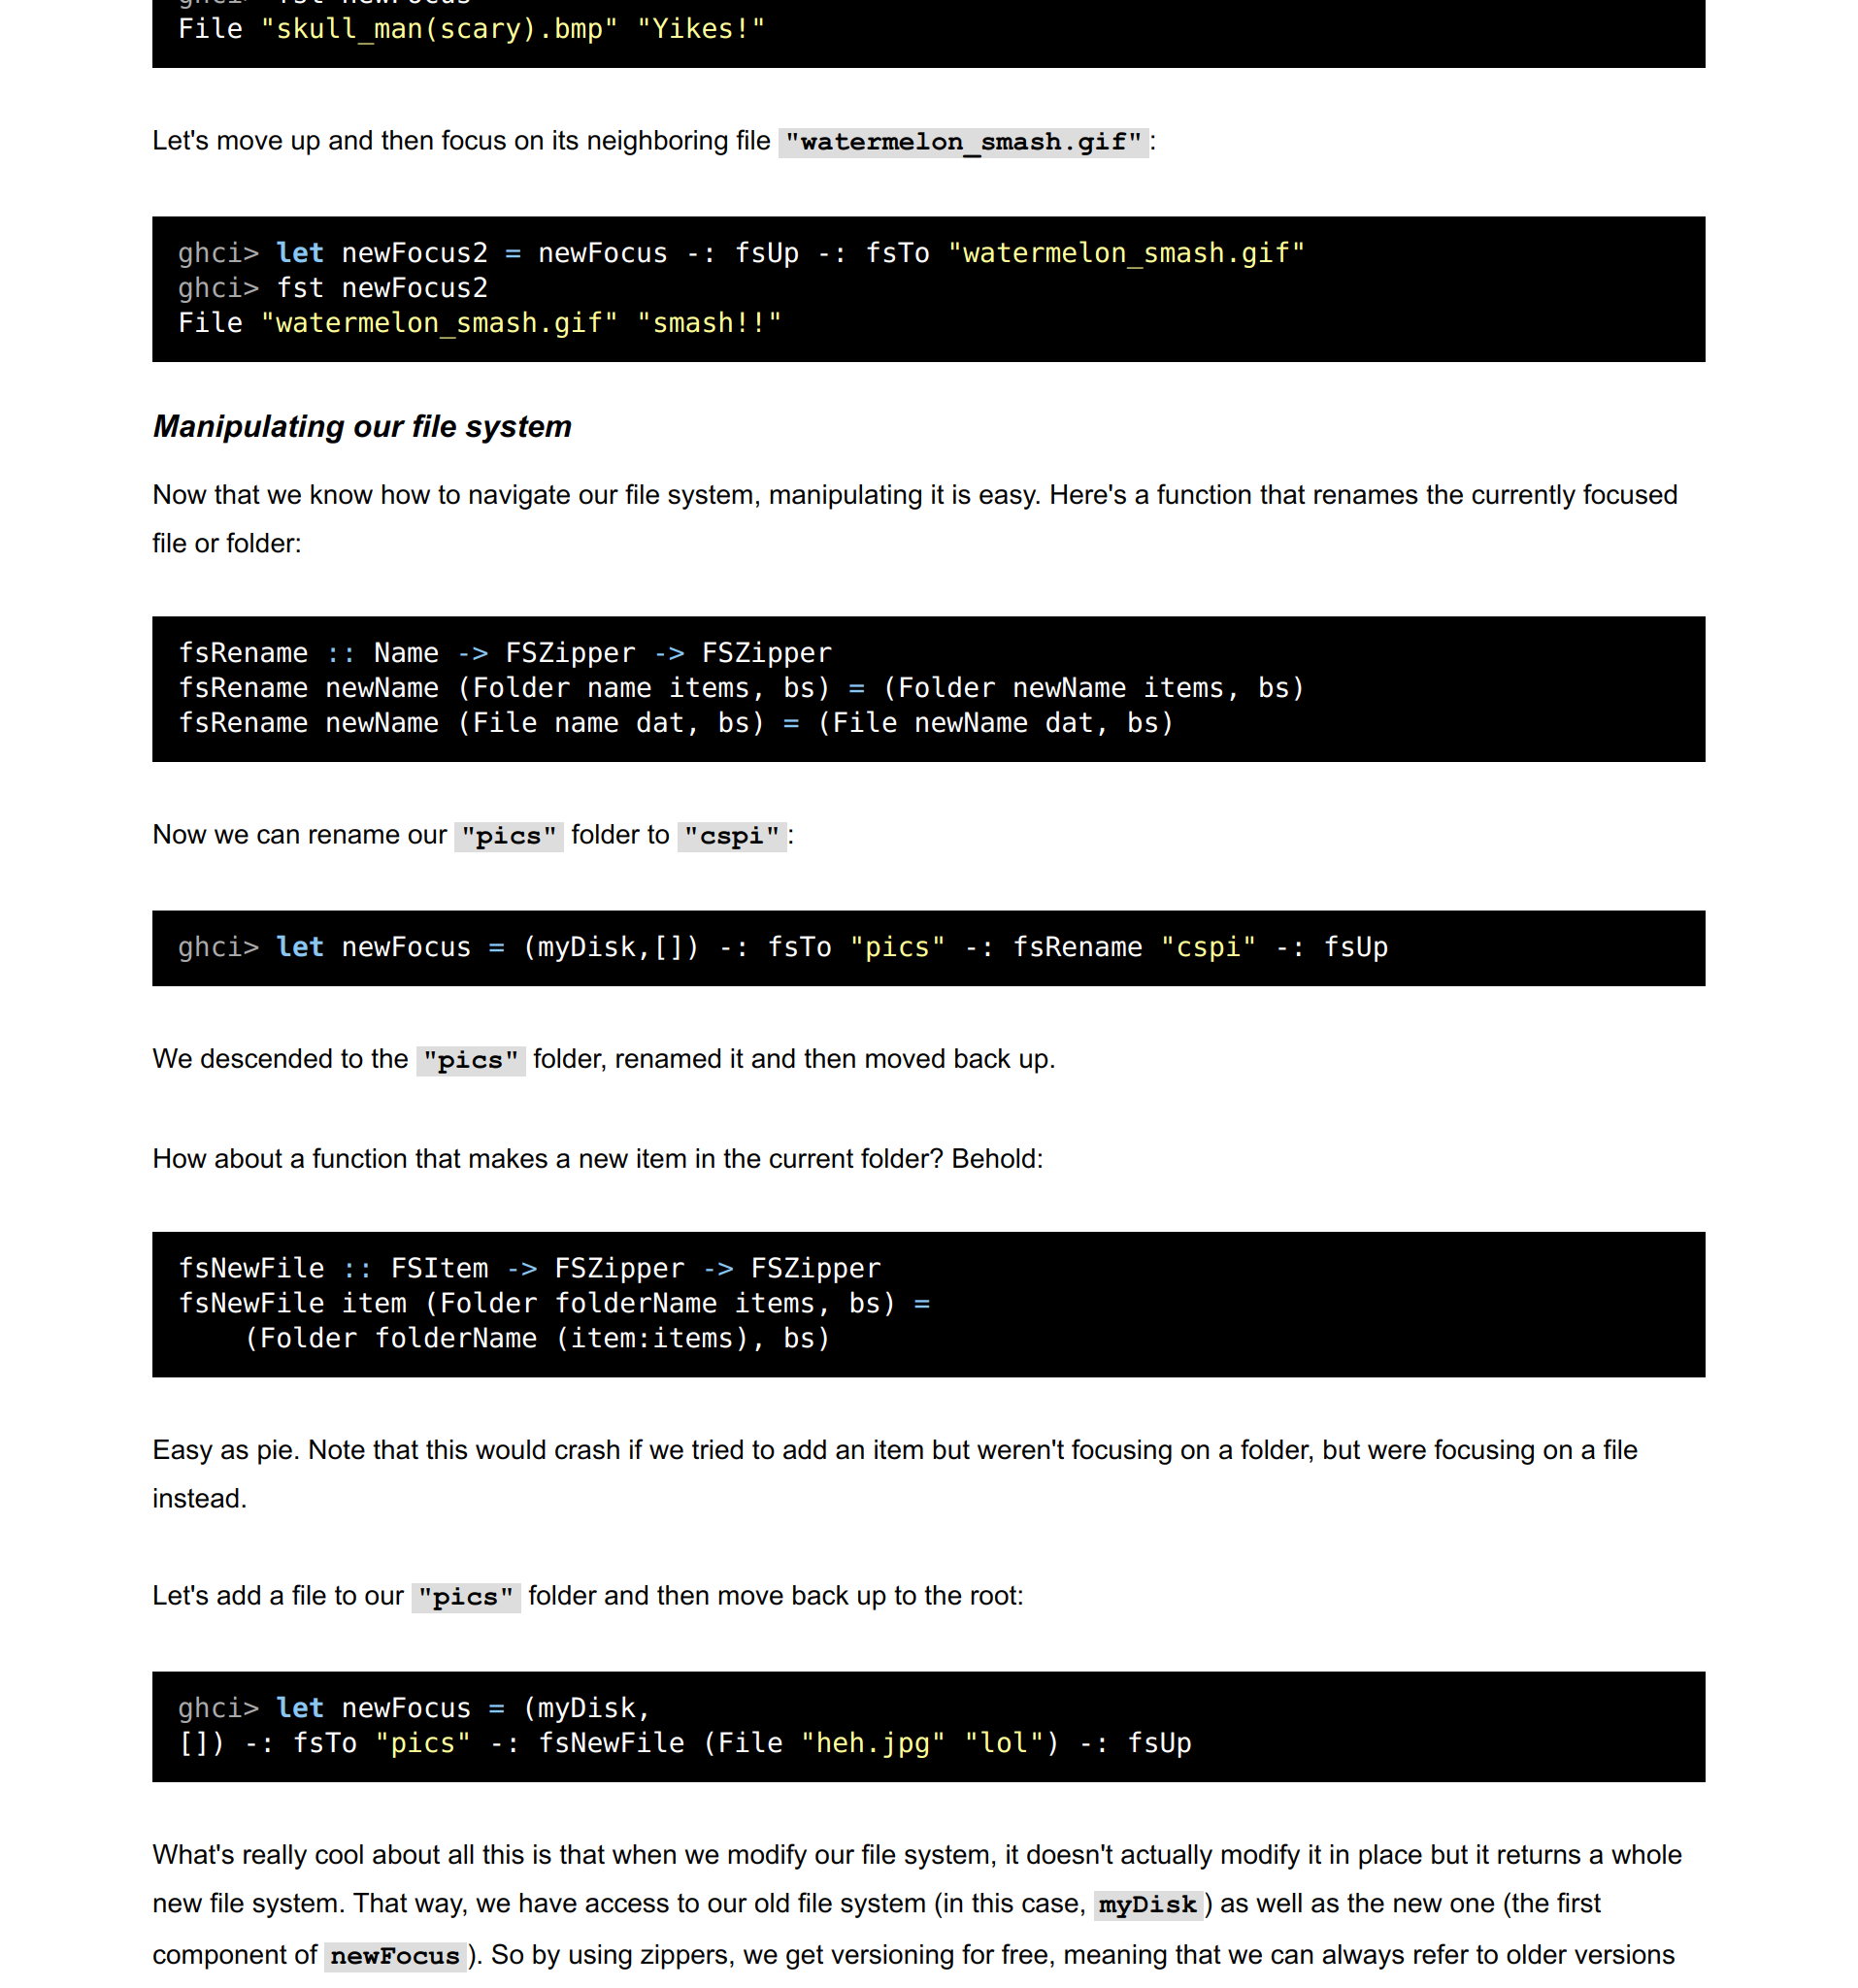 File "skull_man(scary).bmp" "Yikes!"
Let's move up and then focus on its neighboring file "watermelon_smash.gif":
ghci> let newFocus2 = newFocus -: fsUp -: fsTo "watermelon_smash.gif"
ghci> fst newFocus2
File "watermelon_smash.gif" "smash!!"
Manipulating our file system
Now that we know how to navigate our file system, manipulating it is easy. Here's a function that renames the currently focused
file or folder:
fsRename :: Name -> FSZipper -> FSZipper
fsRename newName (Folder name items, bs) = (Folder newName items, bs)
fsRename newName (File name dat, bs) = (File newName dat, bs)
Now we can rename our "pics" folder to "cspi":
ghci> let newFocus = (myDisk,[]) -: fsTo "pics" -: fsRename "cspi" -: fsUp
We descended to the "pics" folder, renamed it and then moved back up.
How about a function that makes a new item in the current folder? Behold:
fsNewFile :: FSItem -> FSZipper -> FSZipper
fsNewFile item (Folder folderName items, bs) =
    (Folder folderName (item:items), bs)
Easy as pie. Note that this would crash if we tried to add an item but weren't focusing on a folder, but were focusing on a file
instead.
Let's add a file to our "pics" folder and then move back up to the root:
ghci> let newFocus = (myDisk,
[]) -: fsTo "pics" -: fsNewFile (File "heh.jpg" "lol") -: fsUp
What's really cool about all this is that when we modify our file system, it doesn't actually modify it in place but it returns a whole
new file system. That way, we have access to our old file system (in this case, myDisk) as well as the new one (the first
component of newFocus). So by using zippers, we get versioning for free, meaning that we can always refer to older versions